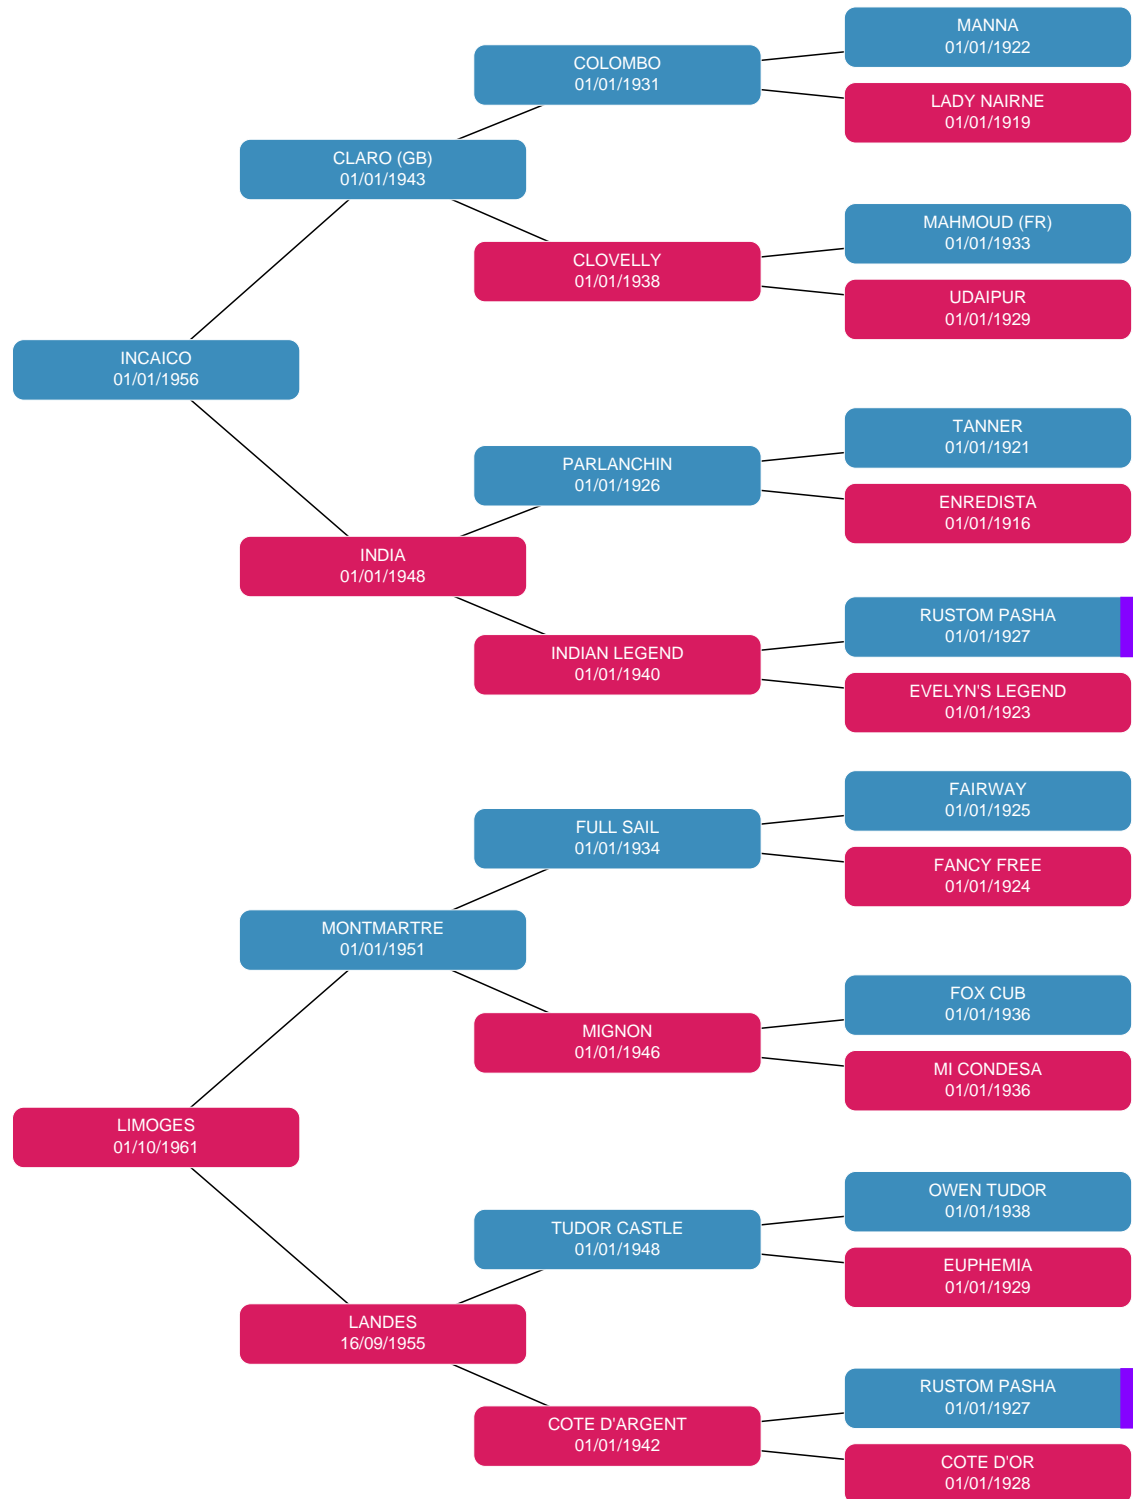 MANNA
01/01/1922
COLOMBO
01/01/1931
LADY NAIRNE
01/01/1919
CLARO (GB)
01/01/1943
MAHMOUD (FR)
01/01/1933
CLOVELLY
01/01/1938
UDAIPUR
01/01/1929
INCAICO
01/01/1956
TANNER
01/01/1921
PARLANCHIN
01/01/1926
ENREDISTA
01/01/1916
INDIA
01/01/1948
RUSTOM PASHA
01/01/1927
INDIAN LEGEND
01/01/1940
EVELYN'S LEGEND
01/01/1923
FAIRWAY
01/01/1925
FULL SAIL
01/01/1934
FANCY FREE
01/01/1924
MONTMARTRE
01/01/1951
FOX CUB
01/01/1936
MIGNON
01/01/1946
MI CONDESA
01/01/1936
LIMOGES
01/10/1961
OWEN TUDOR
01/01/1938
TUDOR CASTLE
01/01/1948
EUPHEMIA
01/01/1929
LANDES
16/09/1955
RUSTOM PASHA
01/01/1927
COTE D'ARGENT
01/01/1942
COTE D'OR
01/01/1928